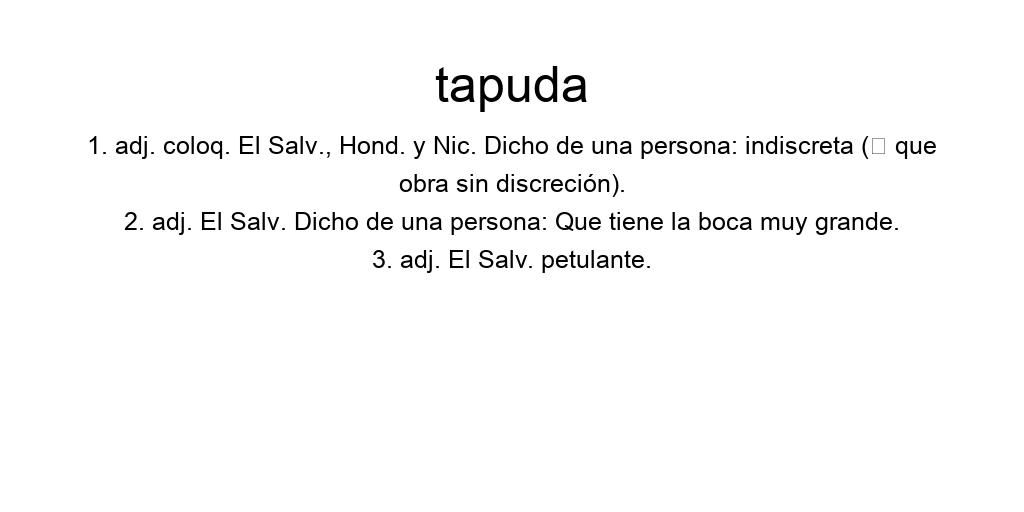 tapuda
1. adj. coloq. El Salv., Hond. y Nic. Dicho de una persona: indiscreta (□ que
obra sin discreción).
2. adj. El Salv. Dicho de una persona: Que tiene la boca muy grande.
3. adj. El Salv. petulante.